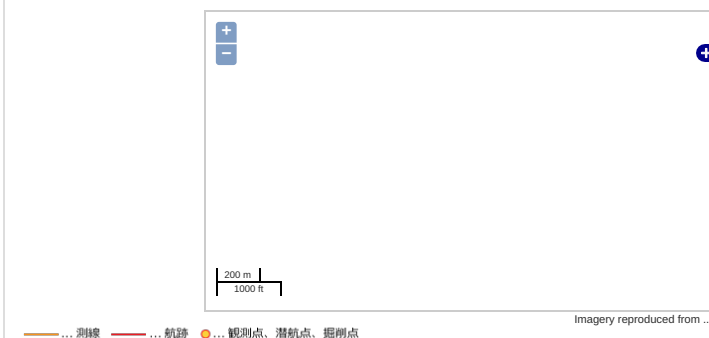 +
−
200 m
1000 ft
Imagery reproduced from ..
... 測線 ... 航跡 ... 観測点、潜航点、掘削点